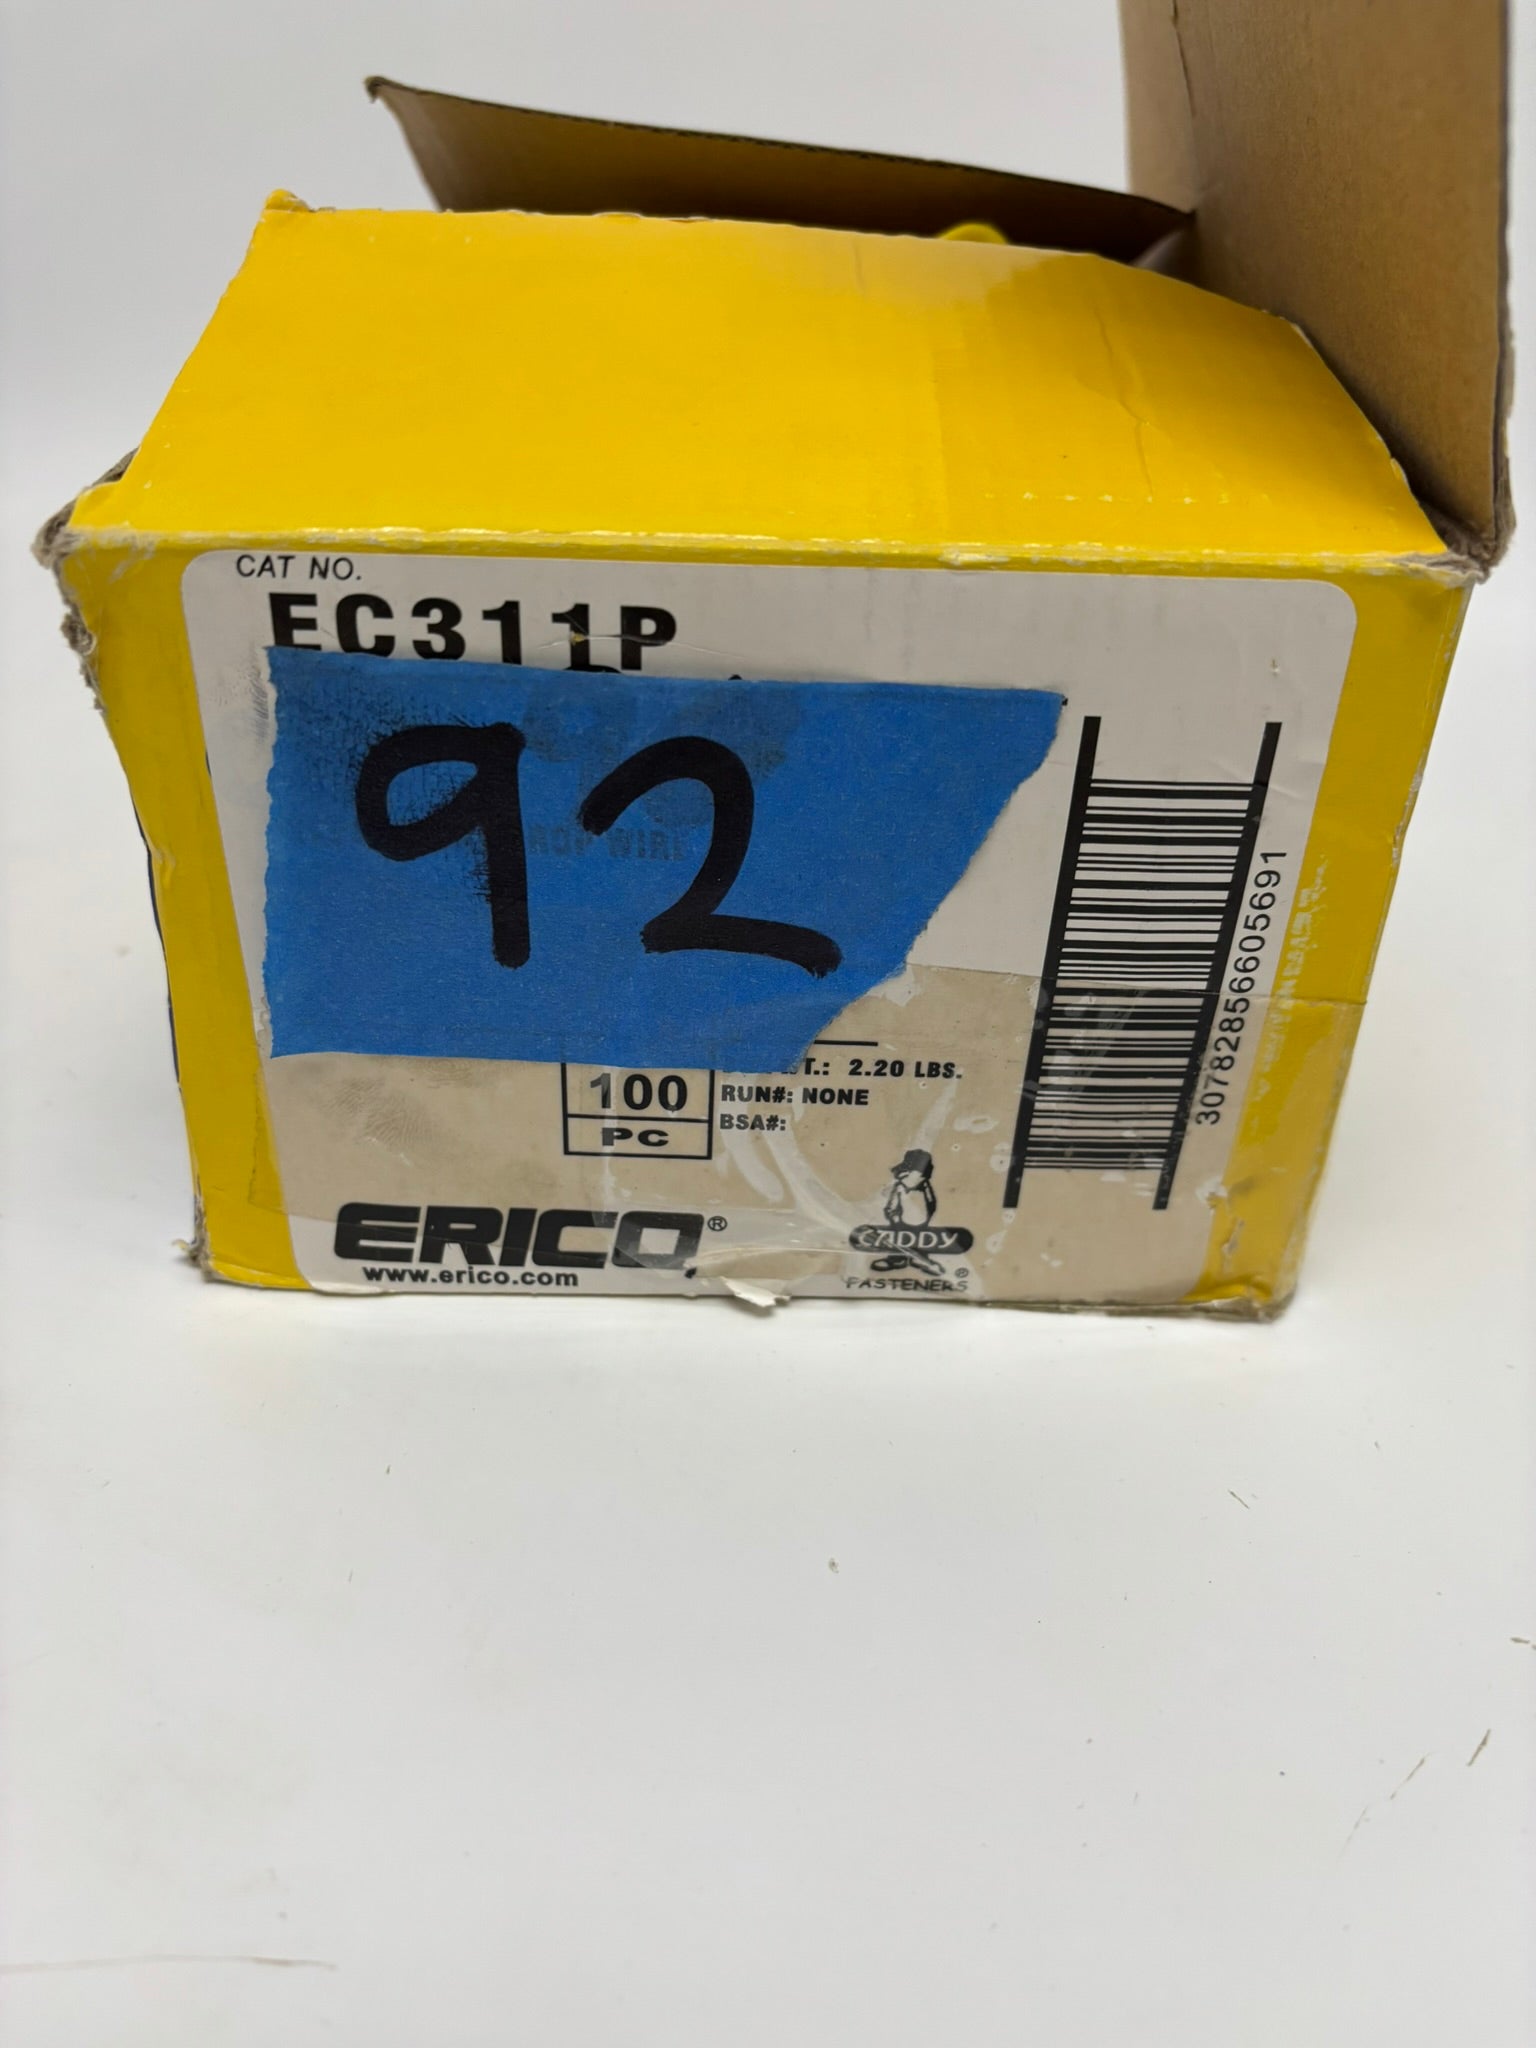 CAT NO.
EC311P
92
DROP WIRE
100
PC
WT.: 2.20 LBS.
RUN#: NONE
BSA#:
30782856605691
ERICO®
www.erico.com
CADDY
FASTENERS®